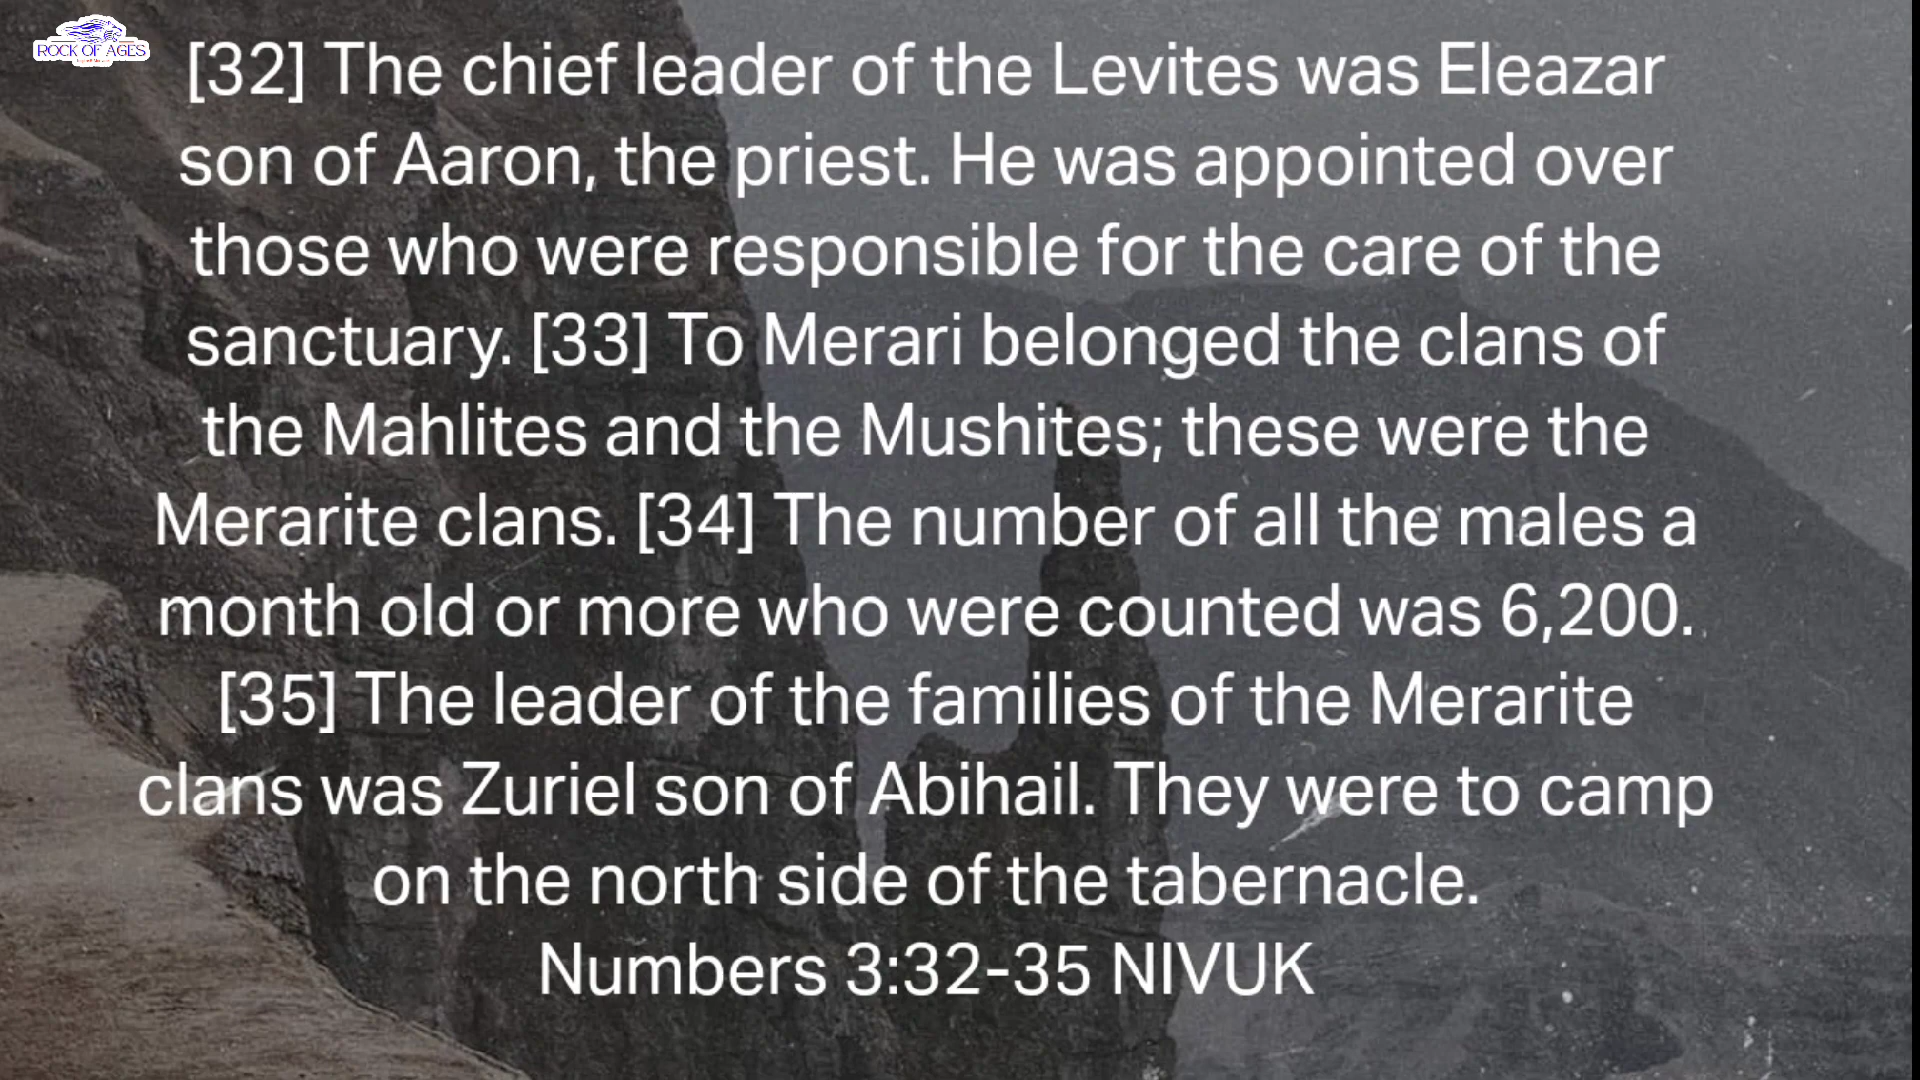 ROCK OF AGES
[32] The chief leader of the Levites was Eleazar
son of Aaron, the priest. He was appointed over
those who were responsible for the care of the
sanctuary. [33] To Merari belonged the clans of
the Mahlites and the Mushites; these were the
Merarite clans. [34] The number of all the males a
month old or more who were counted was 6,200.
[35] The leader of the families of the Merarite
clans was Zuriel son of Abihail. They were to camp
on the north side of the tabernacle.
Numbers 3:32-35 NIVUK